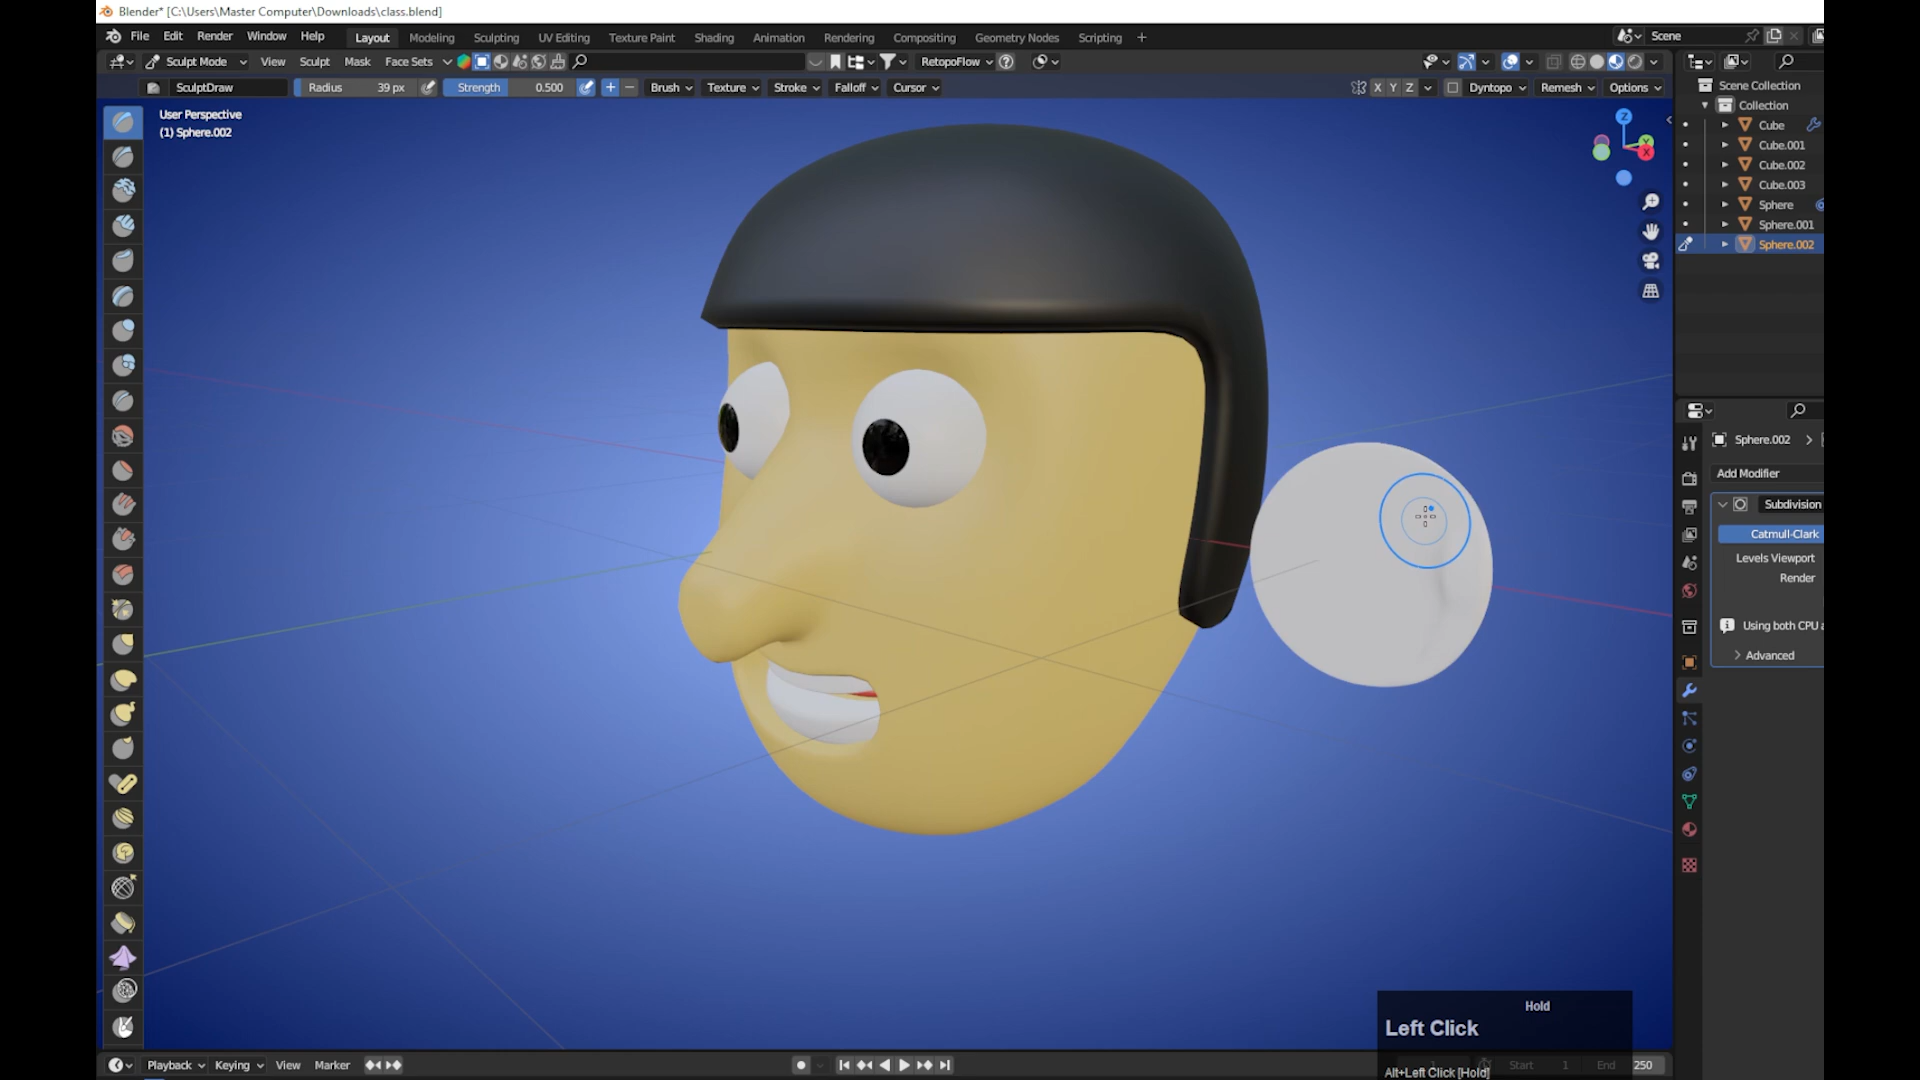 Blender* [C:\Users\Master Computer\Downloads\class.blend]
File Edit Render Window Help Layout Modeling Sculpting UV Editing Texture Paint Shading Animation Rendering Compositing Geometry Nodes Scripting + Scene
Sculpt Mode View Sculpt Mask Face Sets RetopoFlow
SculptDraw Radius 39 px Strength 0.500 Brush Texture Stroke Falloff Cursor X Y Z Dyntopo Remesh Options
User Perspective
(1) Sphere.002
Z
Y
X
Scene Collection
Collection
Cube
Cube.001
Cube.002
Cube.003
Sphere
Sphere.001
Sphere.002
Sphere.002
Add Modifier
Subdivision
Catmull-Clark
Levels Viewport
Render
Using both CPU a
Advanced
Hold
Left Click
Alt+Left Click [Hold]
Playback Keying View Marker 1 Start 1 End 250